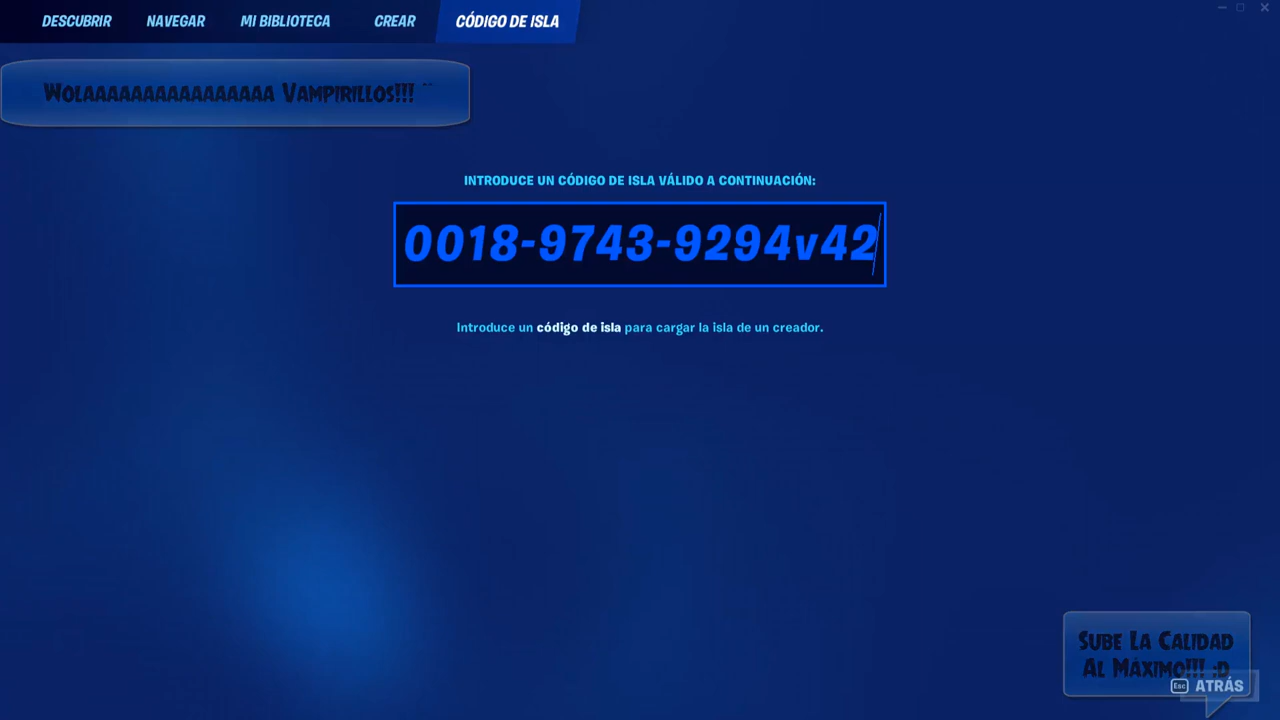 DESCUBRIR NAVEGAR MI BIBLIOTECA CREAR CÓDIGO DE ISLA
Wolaaaaaaaaaaaaaaaa Vampirillos!!! ^^
INTRODUCE UN CÓDIGO DE ISLA VÁLIDO A CONTINUACIÓN:
0018-9743-9294v42
Introduce un código de isla para cargar la isla de un creador.
Sube La Calidad
Al Máximo!!! ;D
Esc ATRÁS